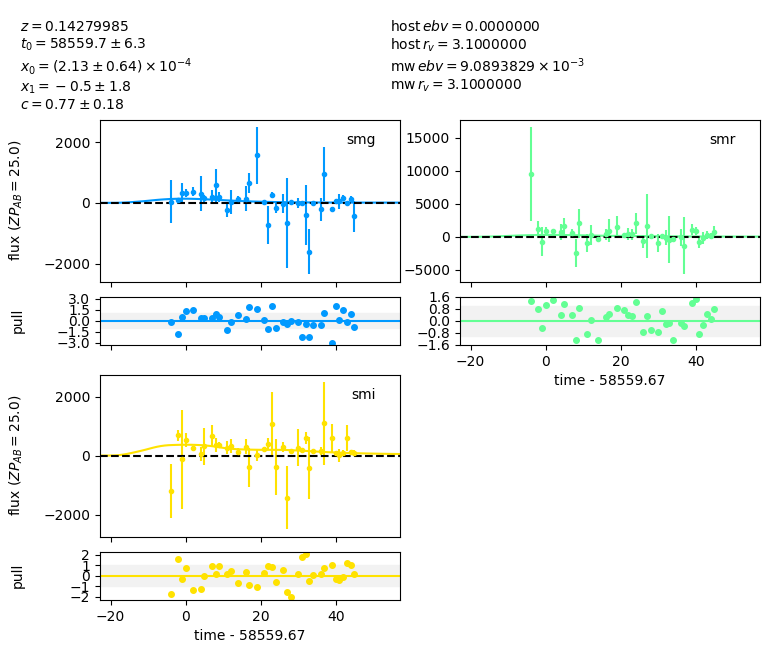 z = 0.14279985
t₀ = 58559.7 ± 6.3
x₀ = (2.13 ± 0.64) × 10⁻⁴
x₁ = −0.5 ± 1.8
c = 0.77 ± 0.18
host ebv = 0.0000000
host r_v = 3.1000000
mw ebv = 9.0893829 × 10⁻³
mw r_v = 3.1000000
flux (ZP_AB = 25.0)
2000
0
−2000
smg
15000
10000
5000
0
−5000
smr
pull
3.0
1.5
0.0
−1.5
−3.0
1.6
0.8
0.0
−0.8
−1.6
−20 0 20 40
time - 58559.67
flux (ZP_AB = 25.0)
2000
0
−2000
smi
pull
2
1
0
−1
−2
−20 0 20 40
time - 58559.67